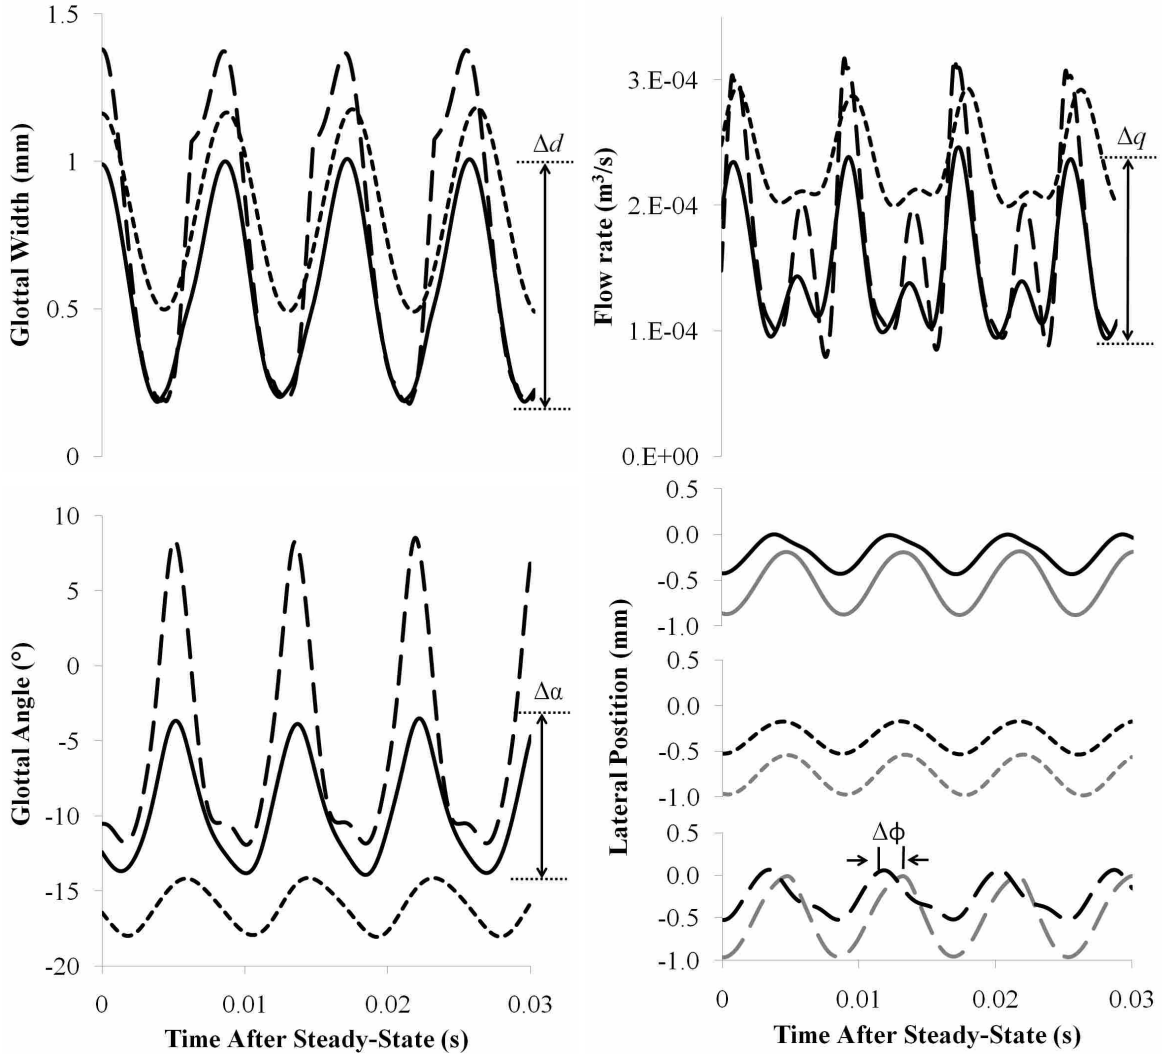 1.5
1
0.5
0
Glottal Width (mm)
Δd
3.E-04
2.E-04
1.E-04
0.E+00
Flow rate (m³/s)
Δq
10
5
0
-5
-10
-15
-20
Glottal Angle (°)
Δα
0
0.01
0.02
0.03
Time After Steady-State (s)
0.5
0.0
-0.5
-1.0
0.5
0.0
-0.5
-1.0
0.5
0.0
-0.5
-1.0
Lateral Postition (mm)
Δϕ
0
0.01
0.02
0.03
Time After Steady-State (s)